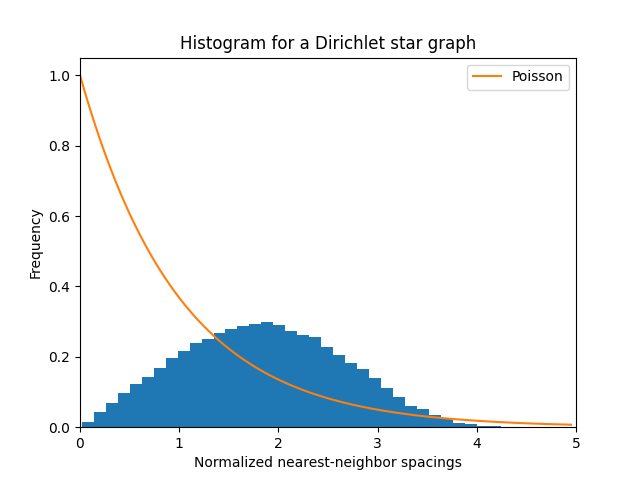 Histogram for a Dirichlet star graph
Poisson
Frequency
1.0
0.8
0.6
0.4
0.2
0.0
0 1 2 3 4 5
Normalized nearest-neighbor spacings